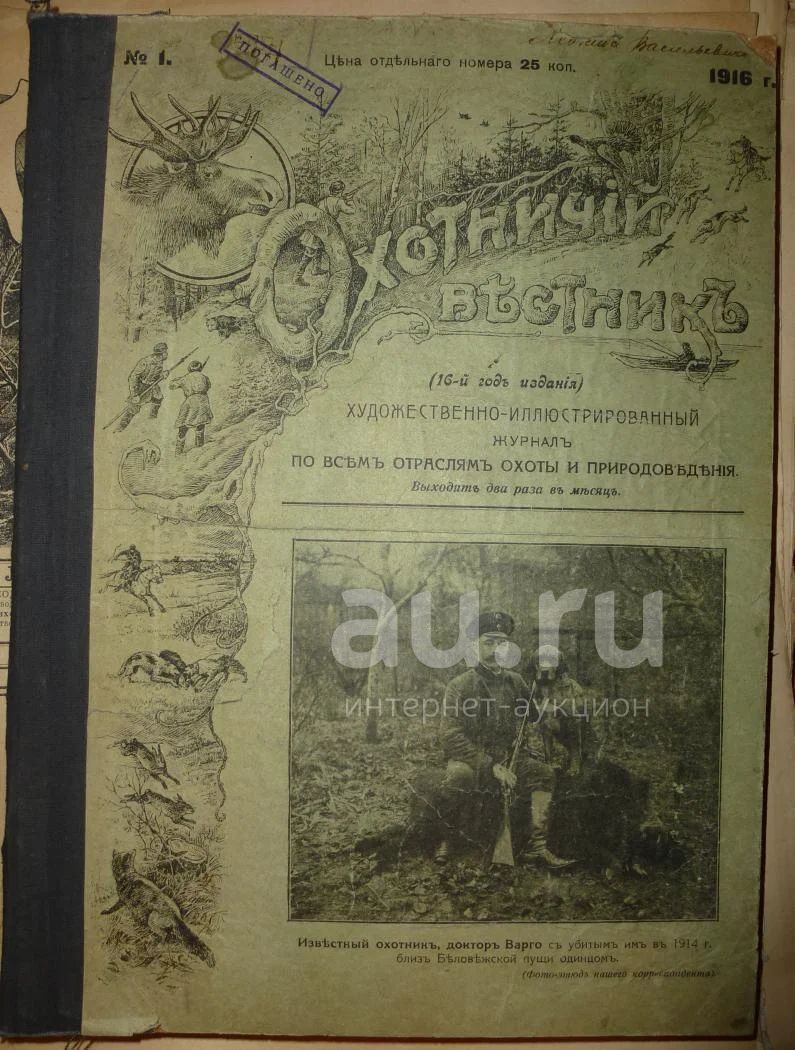 № 1.
ПОГАШЕНО
Цѣна отдѣльнаго номера 25 коп.
Васильевичъ
1916 г.
Охотничій
вѣстникъ
(16-й годъ изданія)
ХУДОЖЕСТВЕННО-ИЛЛЮСТРИРОВАННЫЙ
ЖУРНАЛЪ
ПО ВСѢМЪ ОТРАСЛЯМЪ ОХОТЫ И ПРИРОДОВѢДѢНІЯ.
Выходитъ два раза въ мѣсяцъ.
au.ru
интернет-аукцион
Извѣстный охотникъ, докторъ Варго съ убитымъ имъ въ 1914 г.
близъ Бѣловѣжской пущи одинцомъ.
(Фото-этюдъ нашего корреспондента).